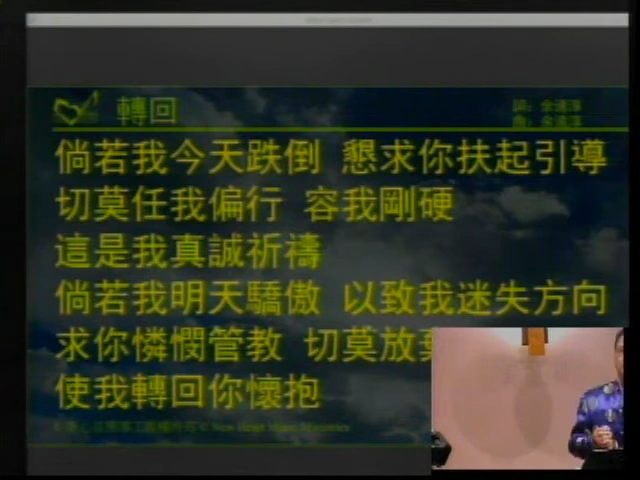 轉回
倘若我今天跌倒 懇求你扶起引導
切莫任我偏行 容我剛硬
這是我真誠祈禱
倘若我明天驕傲 以致我迷失方向
求你憐憫管教 切莫放
使我轉回你懷抱